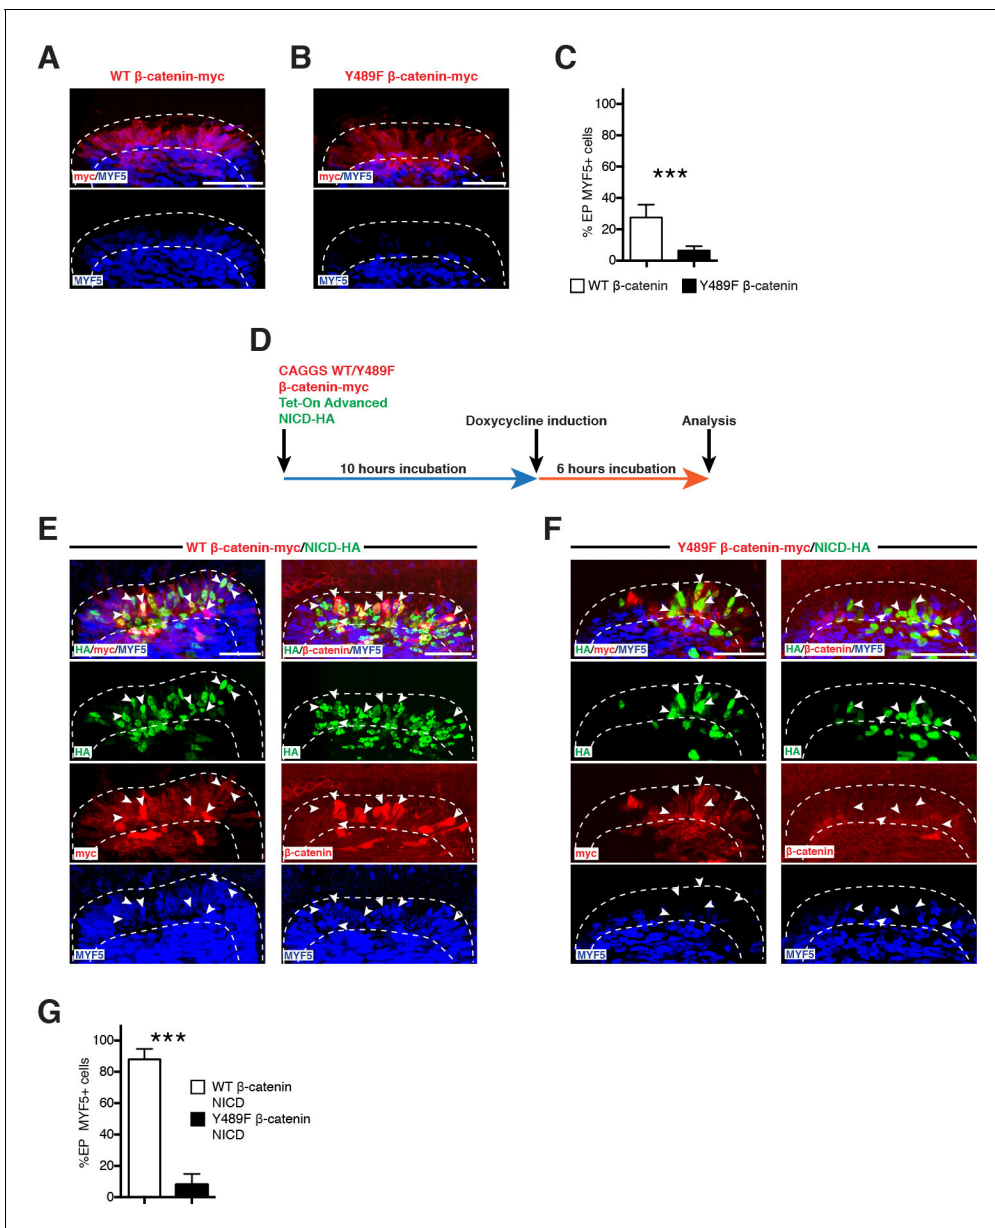 A
B
C
WT β-catenin-myc
Y489F β-catenin-myc
myc/MYF5
MYF5
myc/MYF5
MYF5
% EP MYF5+ cells
100
80
60
40
20
0
***
WT β-catenin
Y489F β-catenin
D
CAGGS WT/Y489F
β-catenin-myc
Tet-On Advanced
NICD-HA
Doxycycline induction
Analysis
10 hours incubation
6 hours incubation
E
WT β-catenin-myc/NICD-HA
HA/myc/MYF5
HA/β-catenin/MYF5
HA
HA
myc
β-catenin
MYF5
MYF5
F
Y489F β-catenin-myc/NICD-HA
HA/myc/MYF5
HA/β-catenin/MYF5
HA
HA
myc
β-catenin
MYF5
MYF5
G
%EP MYF5+ cells
100
80
60
40
20
0
***
WT β-catenin
NICD
Y489F β-catenin
NICD